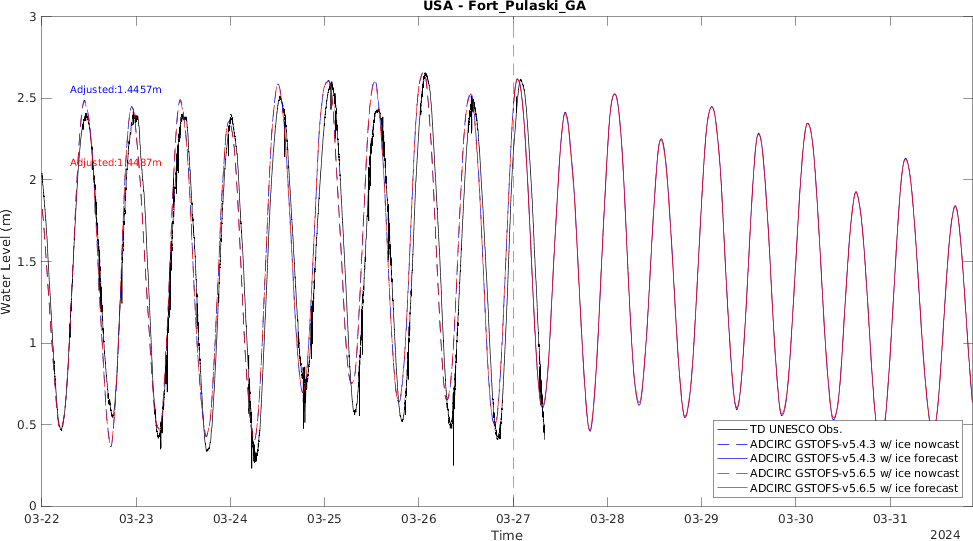 USA - Fort_Pulaski_GA
3
2.5
2
1.5
1
0.5
0
Water Level (m)
Adjusted:1.4457m
Adjusted:1.4487m
TD UNESCO Obs.
ADCIRC GSTOFS-v5.4.3 w/ ice nowcast
ADCIRC GSTOFS-v5.4.3 w/ ice forecast
ADCIRC GSTOFS-v5.6.5 w/ ice nowcast
ADCIRC GSTOFS-v5.6.5 w/ ice forecast
03-22 03-23 03-24 03-25 03-26 03-27 03-28 03-29 03-30 03-31
Time
2024